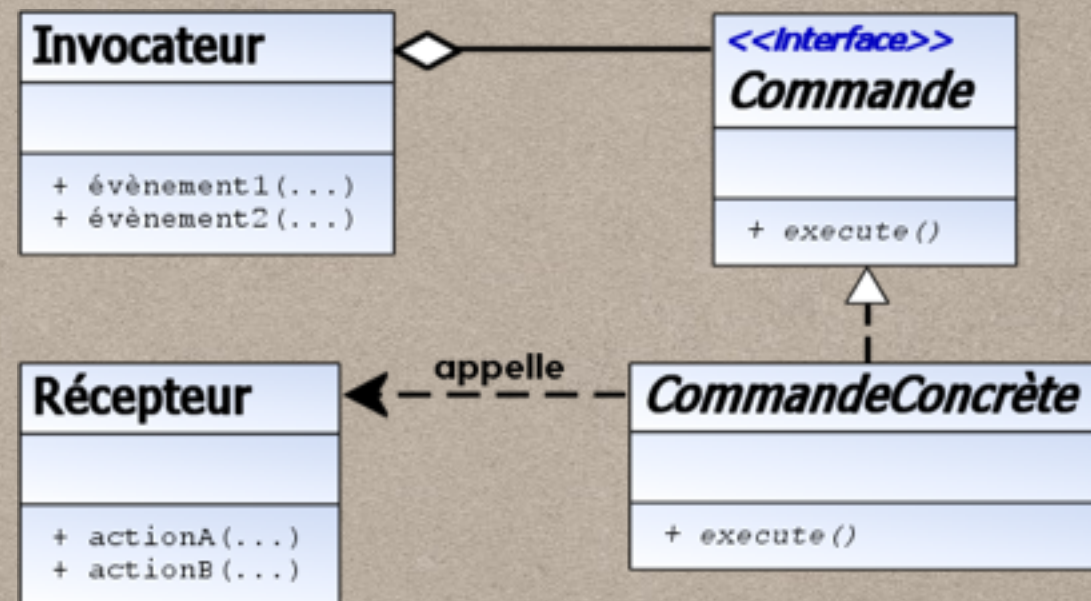 Invocateur
+ évènement1(...)
+ évènement2(...)
<<Interface>>
Commande
+ execute()
appelle
Récepteur
+ actionA(...)
+ actionB(...)
CommandeConcrète
+ execute()